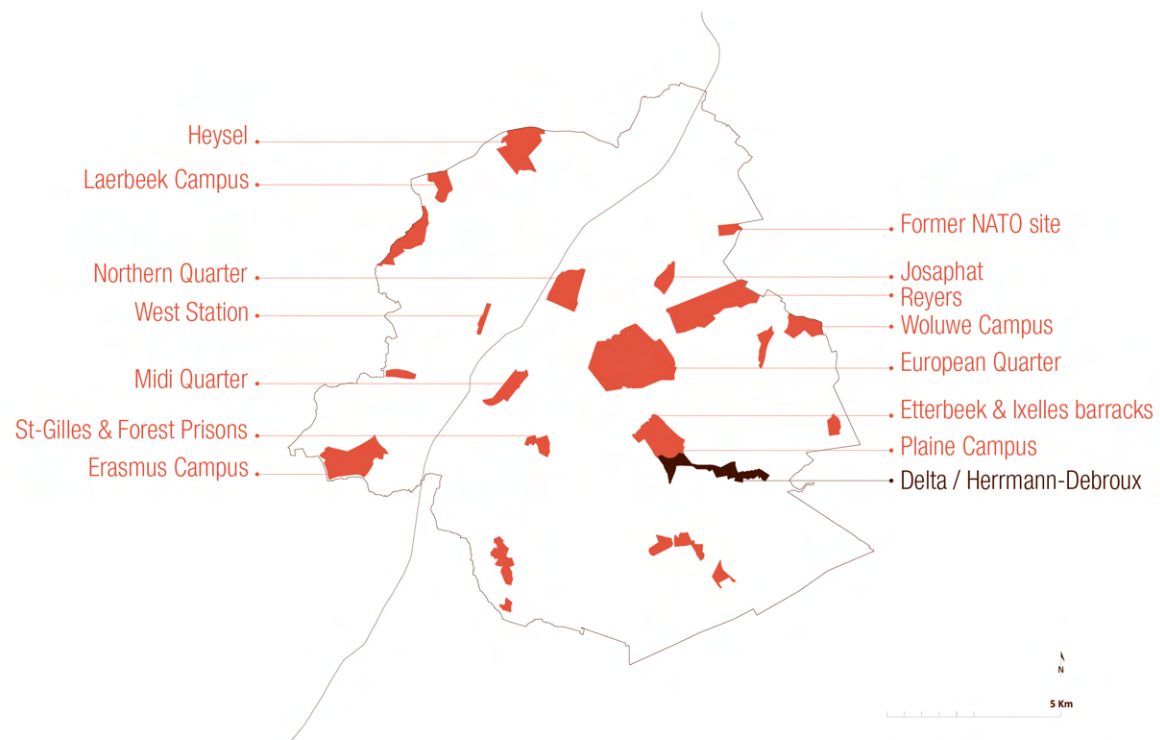 Heysel
Laerbeek Campus
Northern Quarter
West Station
Midi Quarter
St-Gilles & Forest Prisons
Erasmus Campus
Former NATO site
Josaphat
Reyers
Woluwe Campus
European Quarter
Etterbeek & Ixelles barracks
Plaine Campus
Delta / Herrmann-Debroux
N
5 Km